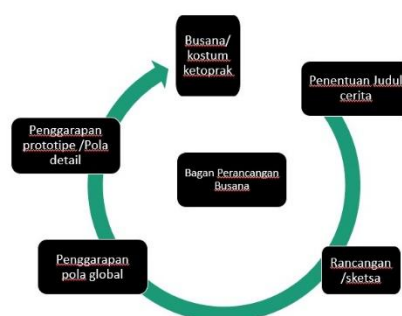 Busana/
kostum
ketoprak
Penentuan Judul
cerita
Penggarapan
prototipe /Pola
detail
Bagan Perancangan
Busana
Penggarapan
pola global
Rancangan
/sketsa